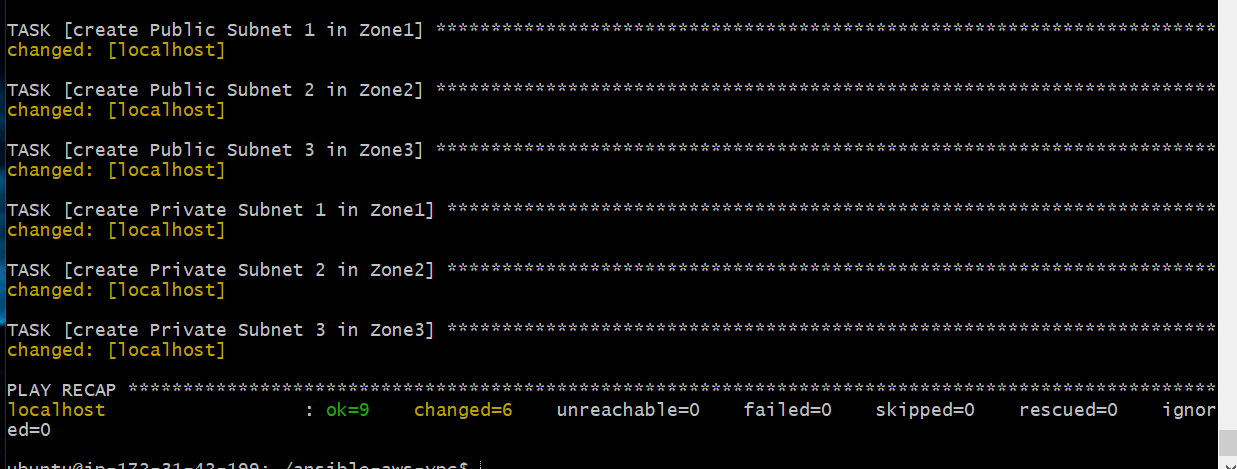 TASK [create Public Subnet 1 in Zone1] ***********************************************************************
changed: [localhost]
TASK [create Public Subnet 2 in Zone2] ***********************************************************************
changed: [localhost]
TASK [create Public Subnet 3 in Zone3] ***********************************************************************
changed: [localhost]
TASK [create Private Subnet 1 in Zone1] **********************************************************************
changed: [localhost]
TASK [create Private Subnet 2 in Zone2] **********************************************************************
changed: [localhost]
TASK [create Private Subnet 3 in Zone3] **********************************************************************
changed: [localhost]
PLAY RECAP ***************************************************************************************************
localhost                  : ok=9    changed=6    unreachable=0    failed=0    skipped=0    rescued=0    ignor
ed=0
ubuntu@ip-172-31-42-199:~/ansible-aws-vpc$